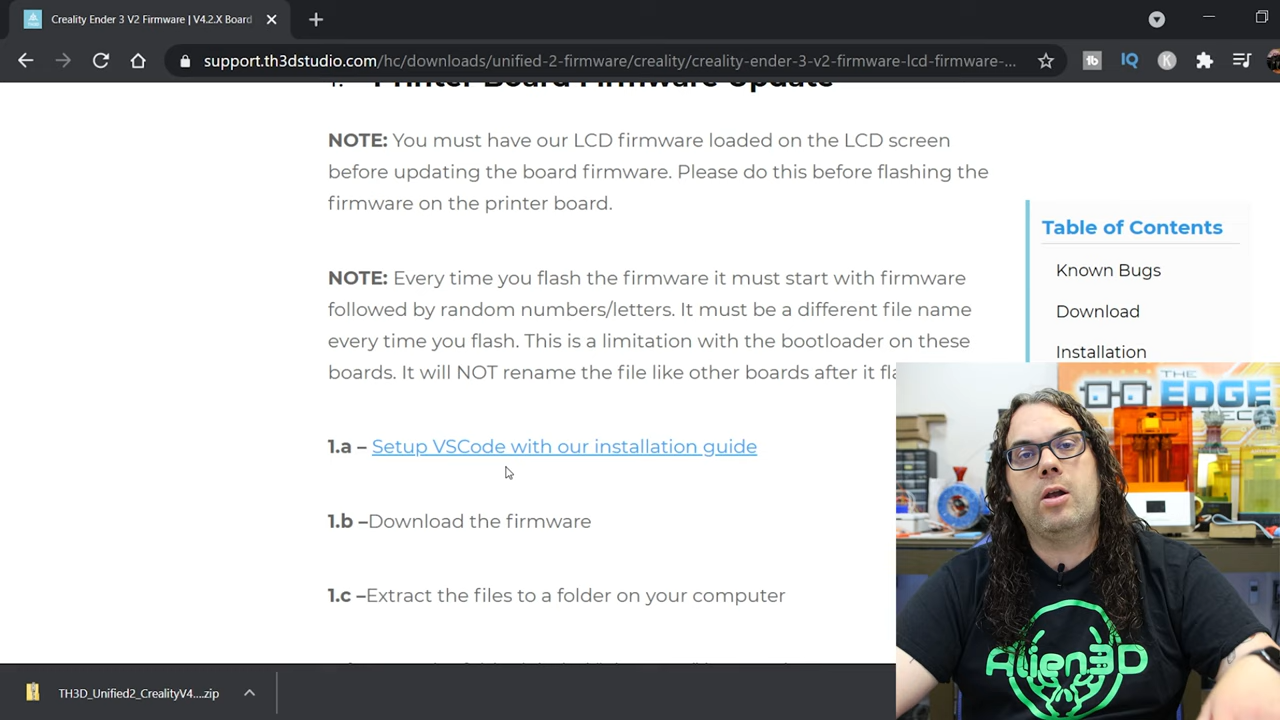 Creality Ender 3 V2 Firmware | V4.2.X Board
support.th3dstudio.com/hc/downloads/unified-2-firmware/creality/creality-ender-3-v2-firmware-lcd-firmware-...
1. Printer Board Firmware Update
NOTE: You must have our LCD firmware loaded on the LCD screen
before updating the board firmware. Please do this before flashing the
firmware on the printer board.
NOTE: Every time you flash the firmware it must start with firmware
followed by random numbers/letters. It must be a different file name
every time you flash. This is a limitation with the bootloader on these
boards. It will NOT rename the file like other boards after it
Table of Contents
Known Bugs
Download
Installation
1.a – Setup VSCode with our installation guide
1.b –Download the firmware
1.c –Extract the files to a folder on your computer
THE
EDGE
Alien3D
TH3D_Unified2_CrealityV4....zip